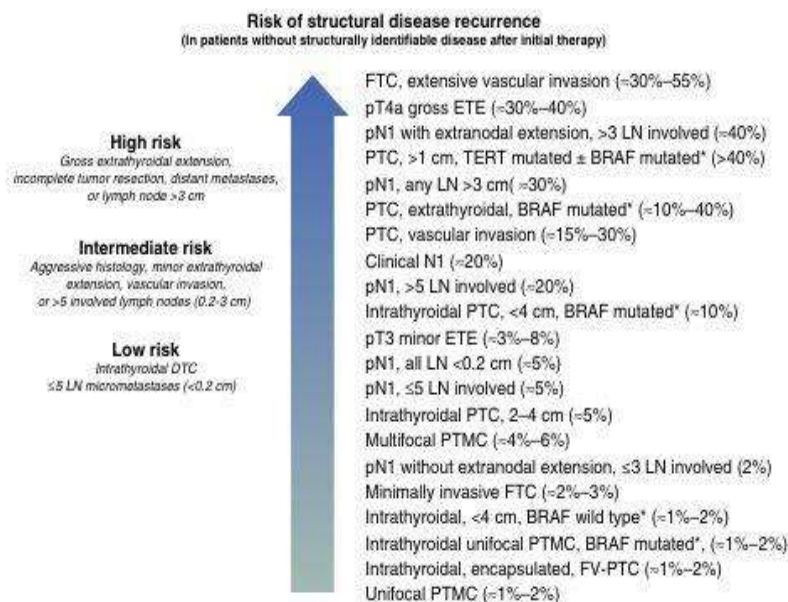 Risk of structural disease recurrence
(In patients without structurally identifiable disease after initial therapy)
High risk
Gross extrathyroidal extension,
incomplete tumor resection, distant metastases,
or lymph node >3 cm
Intermediate risk
Aggressive histology, minor extrathyroidal
extension, vascular invasion,
or >5 involved lymph nodes (0.2-3 cm)
Low risk
Intrathyroidal DTC
≤5 LN micrometastases (<0.2 cm)
FTC, extensive vascular invasion (≈30%–55%)
pT4a gross ETE (≈30%–40%)
pN1 with extranodal extension, >3 LN involved (≈40%)
PTC, >1 cm, TERT mutated ± BRAF mutated* (>40%)
pN1, any LN >3 cm( ≈30%)
PTC, extrathyroidal, BRAF mutated* (≈10%–40%)
PTC, vascular invasion (≈15%–30%)
Clinical N1 (≈20%)
pN1, >5 LN involved (≈20%)
Intrathyroidal PTC, <4 cm, BRAF mutated* (≈10%)
pT3 minor ETE (≈3%–8%)
pN1, all LN <0.2 cm (≈5%)
pN1, ≤5 LN involved (≈5%)
Intrathyroidal PTC, 2–4 cm (≈5%)
Multifocal PTMC (≈4%–6%)
pN1 without extranodal extension, ≤3 LN involved (2%)
Minimally invasive FTC (≈2%–3%)
Intrathyroidal, <4 cm, BRAF wild type* (≈1%–2%)
Intrathyroidal unifocal PTMC, BRAF mutated*, (≈1%–2%)
Intrathyroidal, encapsulated, FV-PTC (≈1%–2%)
Unifocal PTMC (≈1%–2%)